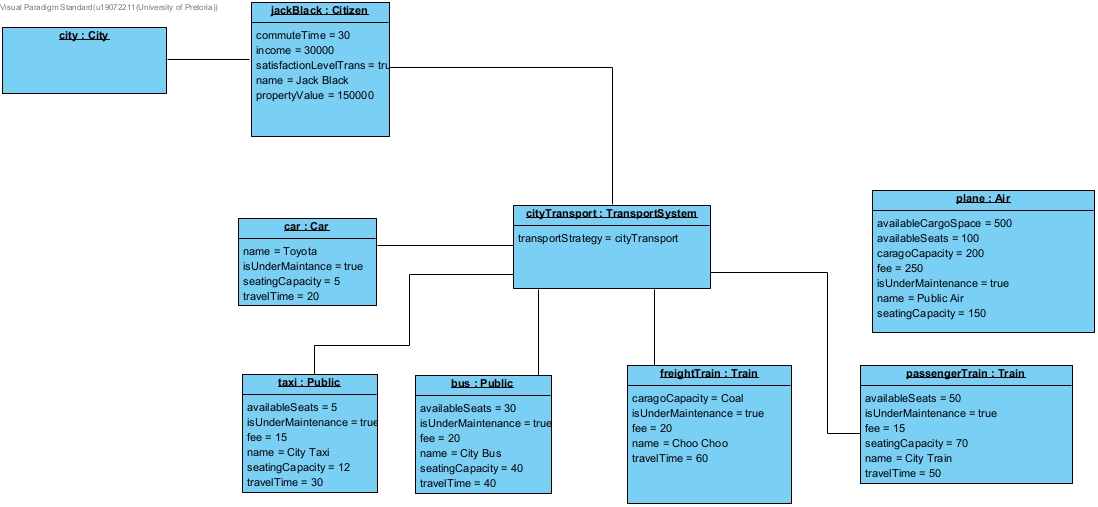 Visual Paradigm Standard(u19072211(University of Pretoria))
city : City
jackBlack : Citizen
commuteTime = 30
income = 30000
satisfactionLevelTrans = tru
name = Jack Black
propertyValue = 150000
cityTransport : TransportSystem
transportStrategy = cityTransport
plane : Air
availableCargoSpace = 500
availableSeats = 100
caragoCapacity = 200
fee = 250
isUnderMaintenance = true
name = Public Air
seatingCapacity = 150
car : Car
name = Toyota
isUnderMaintance = true
seatingCapacity = 5
travelTime = 20
taxi : Public
availableSeats = 5
isUnderMaintenance = true
fee = 15
name = City Taxi
seatingCapacity = 12
travelTime = 30
bus : Public
availableSeats = 30
isUnderMaintenance = true
fee = 20
name = City Bus
seatingCapacity = 40
travelTime = 40
freightTrain : Train
caragoCapacity = Coal
isUnderMaintenance = true
fee = 20
name = Choo Choo
travelTime = 60
passengerTrain : Train
availableSeats = 50
isUnderMaintenance = true
fee = 15
seatingCapacity = 70
name = City Train
travelTime = 50